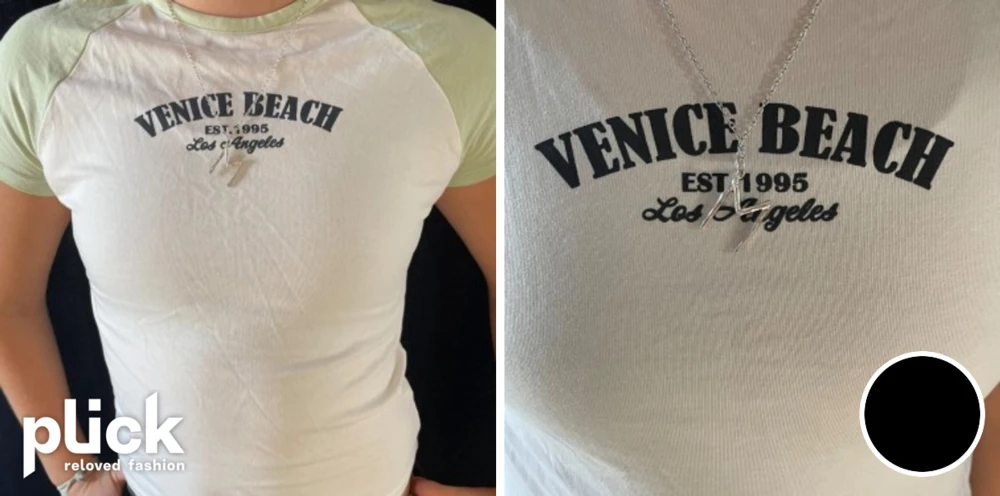 VENICE BEACH
EST. 1995
Los Angeles
plick
reloved fashion
VENICE BEACH
EST 1995
Los Angeles